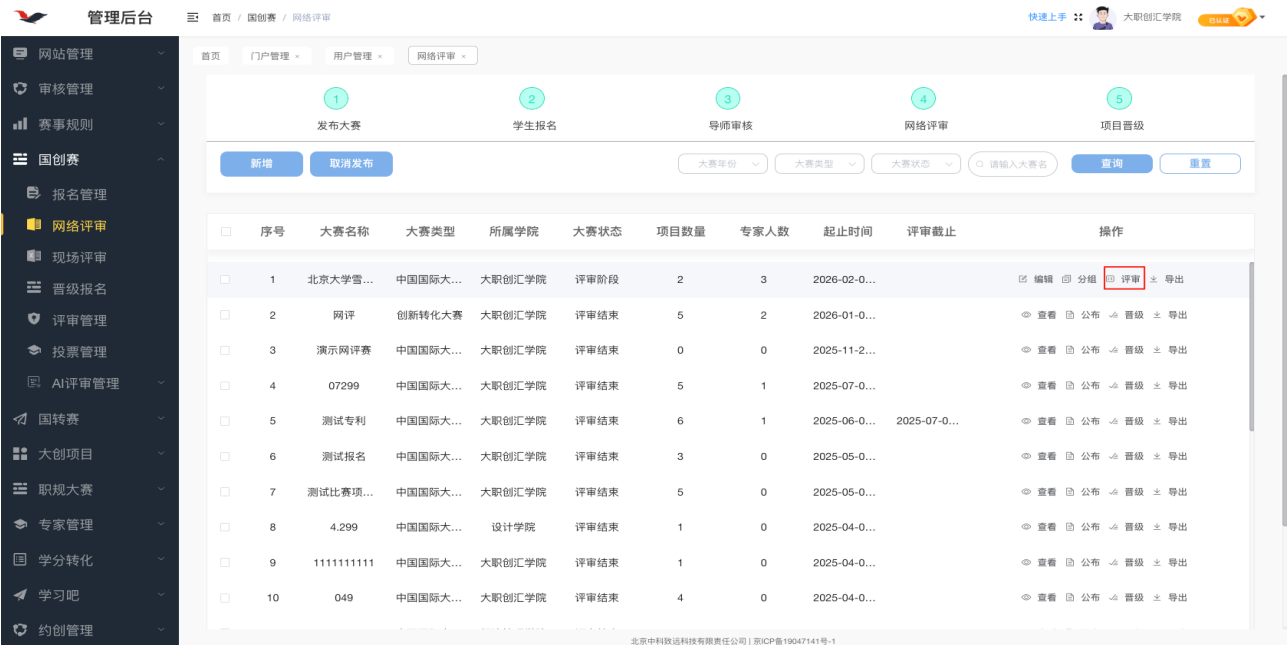 管理后台
首页 / 国创赛 / 网络评审
快速上手 大职创汇学院 已认证
网站管理
审核管理
赛事规则
国创赛
报名管理
网络评审
现场评审
晋级报名
评审管理
投票管理
AI评审管理
国转赛
大创项目
职规大赛
专家管理
学分转化
学习吧
约创管理
首页 门户管理 × 用户管理 × 网络评审 ×
1 2 3 4 5
发布大赛 学生报名 导师审核 网络评审 项目晋级
新增 取消发布 大赛年份 大赛类型 大赛状态 请输入大赛名 查询 重置
序号 大赛名称 大赛类型 所属学院 大赛状态 项目数量 专家人数 起止时间 评审截止 操作
1 北京大学雪... 中国国际大... 大职创汇学院 评审阶段 2 3 2026-02-0... 编辑 分组 评审 导出
2 网评 创新转化大赛 大职创汇学院 评审结束 5 2 2026-01-0... 查看 公布 晋级 导出
3 演示网评赛 中国国际大... 大职创汇学院 评审结束 0 0 2025-11-2... 查看 公布 晋级 导出
4 07299 中国国际大... 大职创汇学院 评审结束 5 1 2025-07-0... 查看 公布 晋级 导出
5 测试专利 中国国际大... 大职创汇学院 评审结束 6 1 2025-06-0... 2025-07-0... 查看 公布 晋级 导出
6 测试报名 中国国际大... 大职创汇学院 评审结束 3 0 2025-05-0... 查看 公布 晋级 导出
7 测试比赛项... 中国国际大... 大职创汇学院 评审结束 5 0 2025-05-0... 查看 公布 晋级 导出
8 4.299 中国国际大... 设计学院 评审结束 1 0 2025-04-0... 查看 公布 晋级 导出
9 1111111111 中国国际大... 大职创汇学院 评审结束 1 0 2025-04-0... 查看 公布 晋级 导出
10 049 中国国际大... 大职创汇学院 评审结束 4 0 2025-04-0... 查看 公布 晋级 导出
北京中科致远科技有限责任公司 | 京ICP备19047141号-1